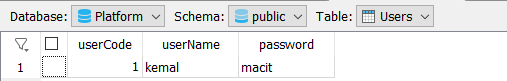 Database: Platform Schema: public Table: Users
userCode userName password
1 1 kemal macit